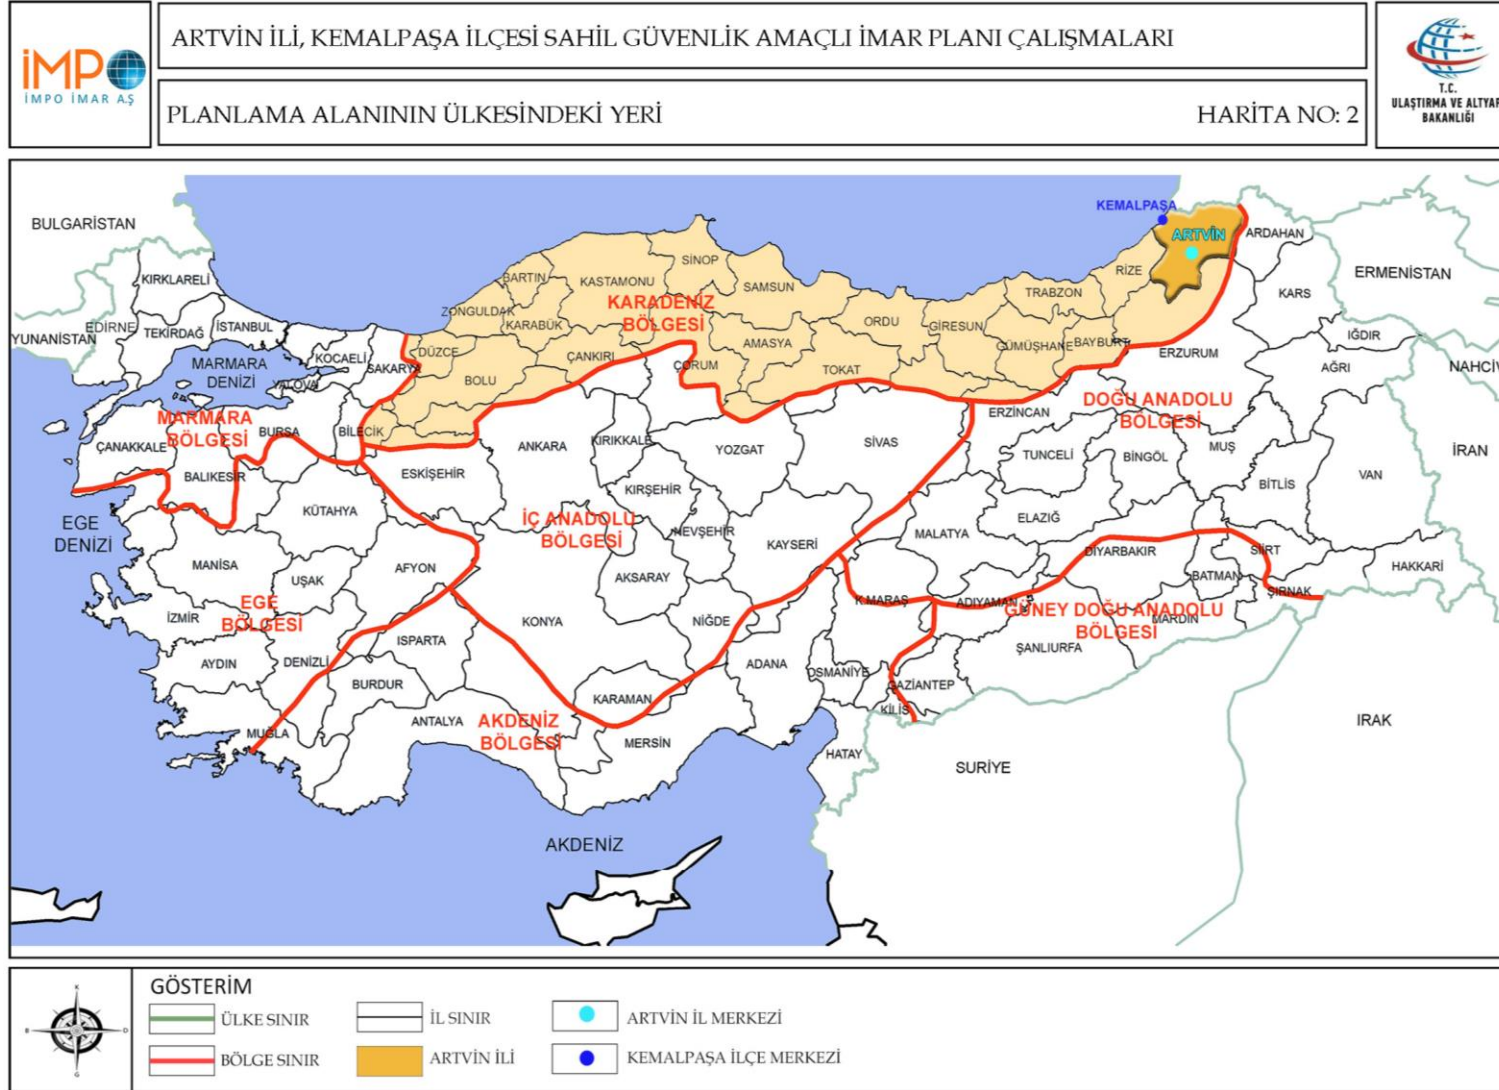 İMPO
İMPO İMAR A.Ş
ARTVİN İLİ, KEMALPAŞA İLÇESİ SAHİL GÜVENLİK AMAÇLI İMAR PLANI ÇALIŞMALARI
PLANLAMA ALANININ ÜLKESİNDEKİ YERİ
HARİTA NO: 2
T.C.
ULAŞTIRMA VE ALTYAP
BAKANLIĞI
BULGARİSTAN
KEMALPAŞA
ARTVİN
ARDAHAN
KIRKLARELİ
BARTIN
KASTAMONU
SİNOP
SAMSUN
RİZE
ERMENİSTAN
ZONGULDAK
KARABÜK
KARADENİZ
BÖLGESİ
TRABZON
KARS
YUNANİSTAN
EDİRNE
TEKİRDAĞ
İSTANBUL
KOCAELİ
SAKARYA
DÜZCE
ÇANKIRI
AMASYA
ORDU
GİRESUN
GÜMÜŞHANE
BAYBURT
ERZURUM
IĞDIR
MARMARA
DENİZİ
YALOVA
BOLU
ÇORUM
TOKAT
AĞRI
NAHCİV
MARMARA
BÖLGESİ
ÇANAKKALE
BURSA
BİLECİK
ANKARA
KIRIKKALE
YOZGAT
SİVAS
ERZİNCAN
DOĞU ANADOLU
BÖLGESİ
TUNCELİ
BİNGÖL
MUŞ
BİTLİS
VAN
İRAN
BALIKESİR
ESKİŞEHİR
KÜTAHYA
KIRŞEHİR
EGE
DENİZİ
İÇ ANADOLU
BÖLGESİ
NEVŞEHİR
KAYSERİ
MALATYA
ELAZIĞ
DİYARBAKIR
SİİRT
HAKKARİ
MANİSA
UŞAK
AFYON
AKSARAY
BATMAN
ŞIRNAK
İZMİR
EGE
BÖLGESİ
KONYA
NİĞDE
K.MARAŞ
ADIYAMAN
GÜNEY DOĞU ANADOLU
BÖLGESİ
MARDİN
ŞANLIURFA
AYDIN
DENİZLİ
ISPARTA
BURDUR
ADANA
OSMANİYE
GAZİANTEP
KİLİS
MUĞLA
ANTALYA
AKDENİZ
BÖLGESİ
KARAMAN
MERSİN
HATAY
SURİYE
IRAK
AKDENİZ
K
B
D
G
GÖSTERİM
ÜLKE SINIR
İL SINIR
ARTVİN İL MERKEZİ
BÖLGE SINIR
ARTVİN İLİ
KEMALPAŞA İLÇE MERKEZİ